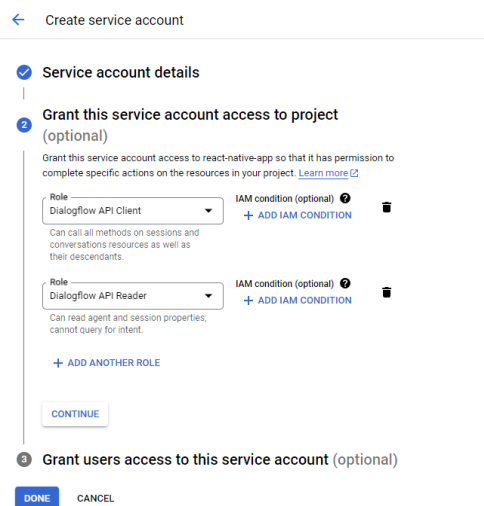 Create service account
Service account details
2
Grant this service account access to project
(optional)
Grant this service account access to react-native-app so that it has permission to
complete specific actions on the resources in your project. Learn more
Role
Dialogflow API Client
IAM condition (optional) ?
+ ADD IAM CONDITION
Can call all methods on sessions and
conversations resources as well as
their descendants.
Role
Dialogflow API Reader
IAM condition (optional) ?
+ ADD IAM CONDITION
Can read agent and session properties;
cannot query for intent.
+ ADD ANOTHER ROLE
CONTINUE
3
Grant users access to this service account (optional)
DONE
CANCEL